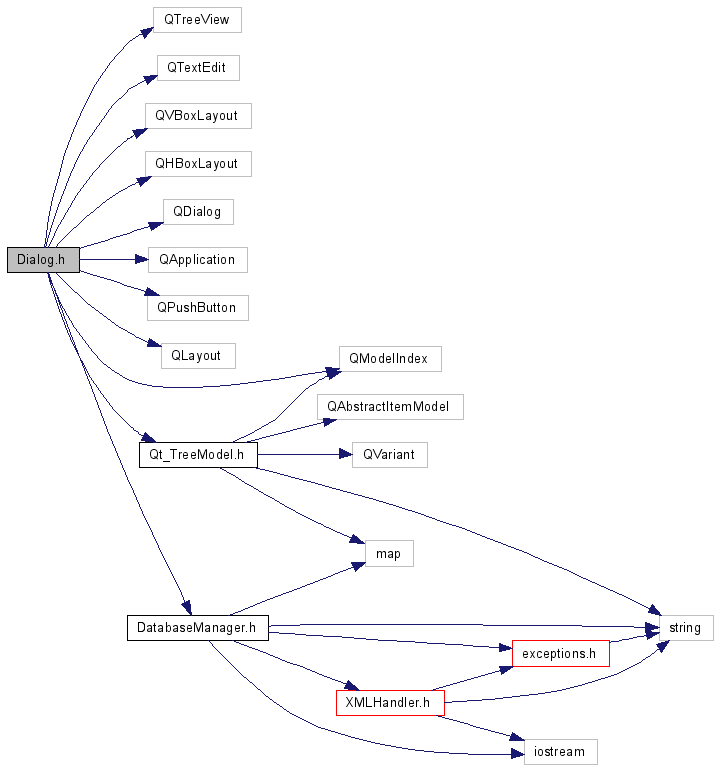 QTreeView
QTextEdit
QVBoxLayout
QHBoxLayout
QDialog
Dialog.h
QApplication
QPushButton
QLayout
QModelIndex
QAbstractItemModel
Qt_TreeModel.h
QVariant
map
DatabaseManager.h
string
exceptions.h
XMLHandler.h
iostream